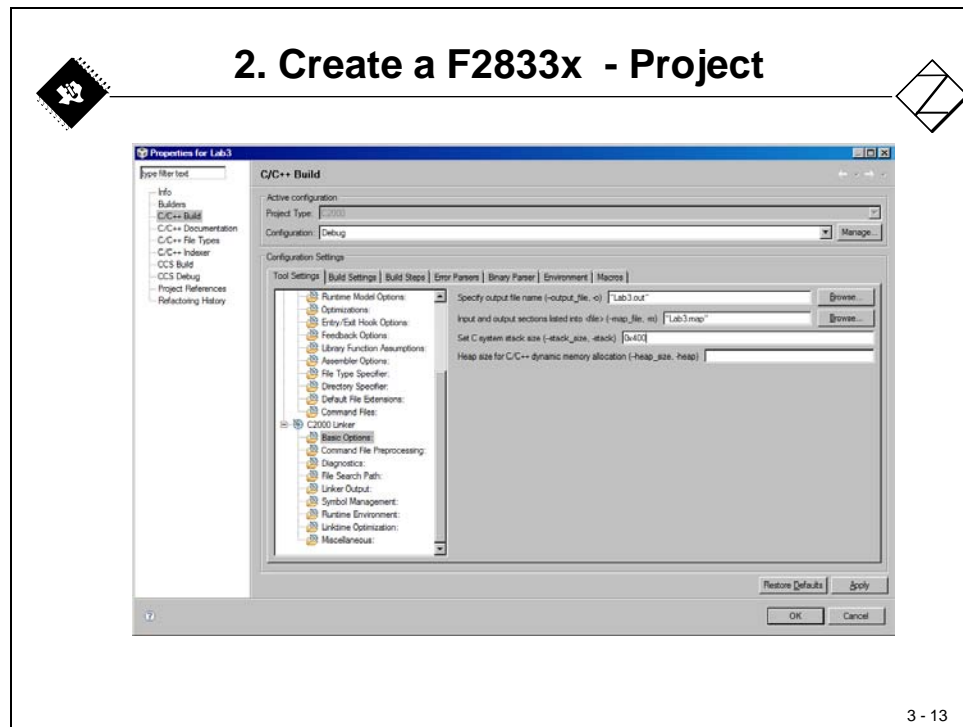 2. Create a F2833x - Project
Properties for Lab3
type filter text
Info
Builders
C/C++ Build
C/C++ Documentation
C/C++ File Types
C/C++ Indexer
CCS Build
CCS Debug
Project References
Refactoring History
C/C++ Build
Active configuration
Project Type: C2000
Configuration: Debug
Manage...
Configuration Settings
Tool Settings Build Settings Build Steps Error Parsers Binary Parser Environment Macros
Runtime Model Options:
Optimizations:
Entry/Exit Hook Options:
Feedback Options:
Library Function Assumptions:
Assembler Options:
File Type Specifier:
Directory Specifier:
Default File Extensions:
Command Files:
C2000 Linker
Basic Options:
Command File Preprocessing:
Diagnostics:
File Search Path:
Linker Output:
Symbol Management:
Runtime Environment:
Linktime Optimization:
Miscellaneous:
Specify output file name (--output_file, -o) "Lab3.out" Browse...
Input and output sections listed into <file> (--map_file, -m) "Lab3.map" Browse...
Set C system stack size (--stack_size, -stack) 0x400
Heap size for C/C++ dynamic memory allocation (--heap_size, -heap)
Restore Defaults Apply
OK Cancel
3 - 13